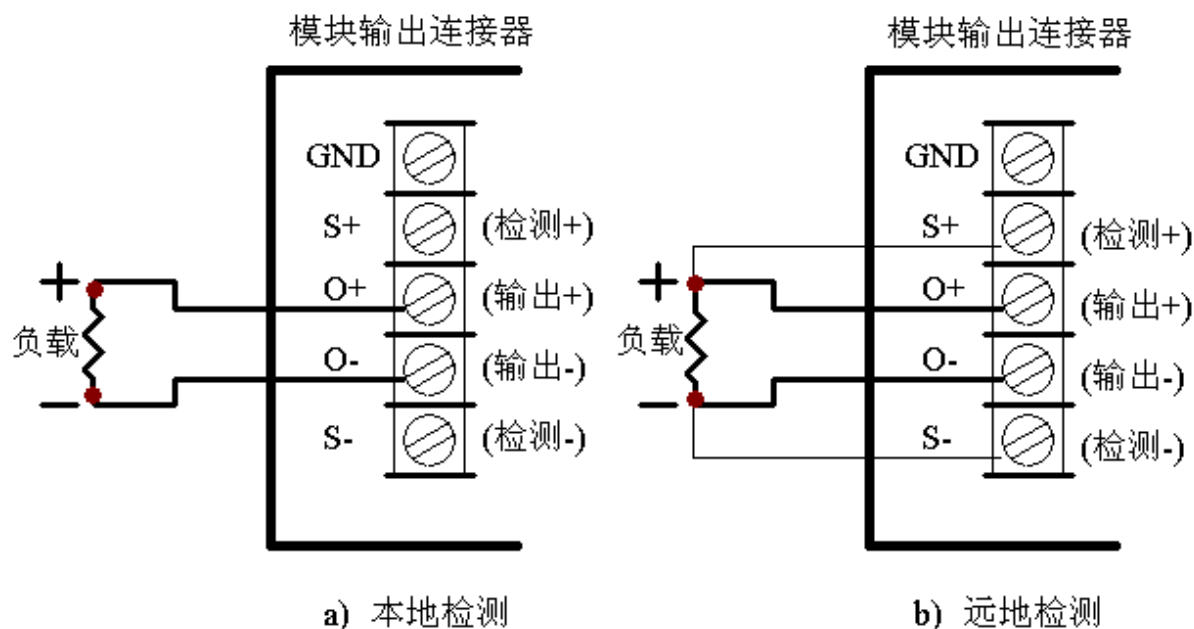 模块输出连接器
GND
S+ (检测+)
+
O+ (输出+)
负载
O- (输出-)
-
S- (检测-)
a) 本地检测
模块输出连接器
GND
S+ (检测+)
+
O+ (输出+)
负载
O- (输出-)
-
S- (检测-)
b) 远地检测